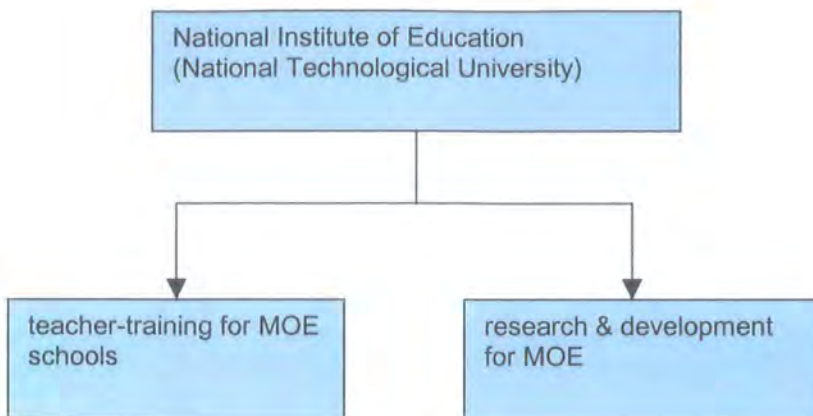 National Institute of Education
(National Technological University)
teacher-training for MOE
schools
research & development
for MOE